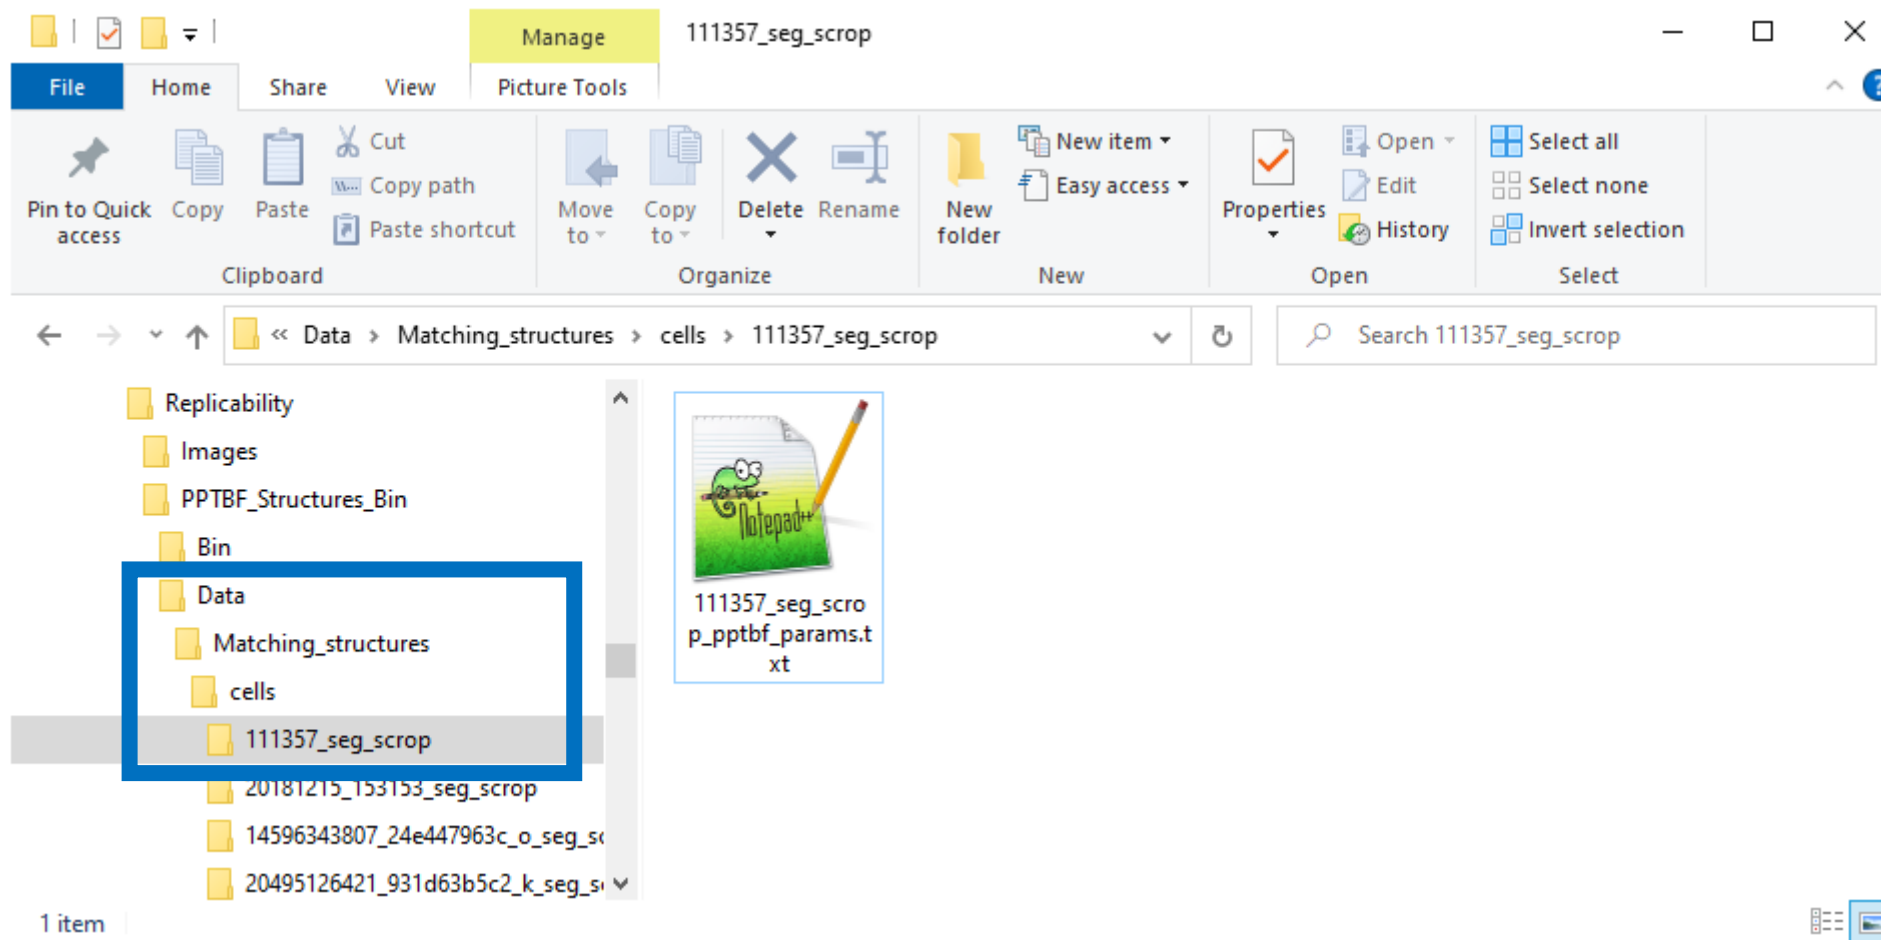 Manage
111357_seg_scrop
File Home Share View Picture Tools
Pin to Quick access
Copy
Paste
Cut
Copy path
Paste shortcut
Clipboard
Move to
Copy to
Delete
Rename
Organize
New folder
New item
Easy access
New
Properties
Open
Edit
History
Open
Select all
Select none
Invert selection
Select
« Data › Matching_structures › cells › 111357_seg_scrop
Search 111357_seg_scrop
Replicability
Images
PPTBF_Structures_Bin
Bin
Data
Matching_structures
cells
111357_seg_scrop
20181215_153153_seg_scrop
14596343807_24e447963c_o_seg_sc
20495126421_931d63b5c2_k_seg_s
Notepad++
111357_seg_scro
p_pptbf_params.t
xt
1 item